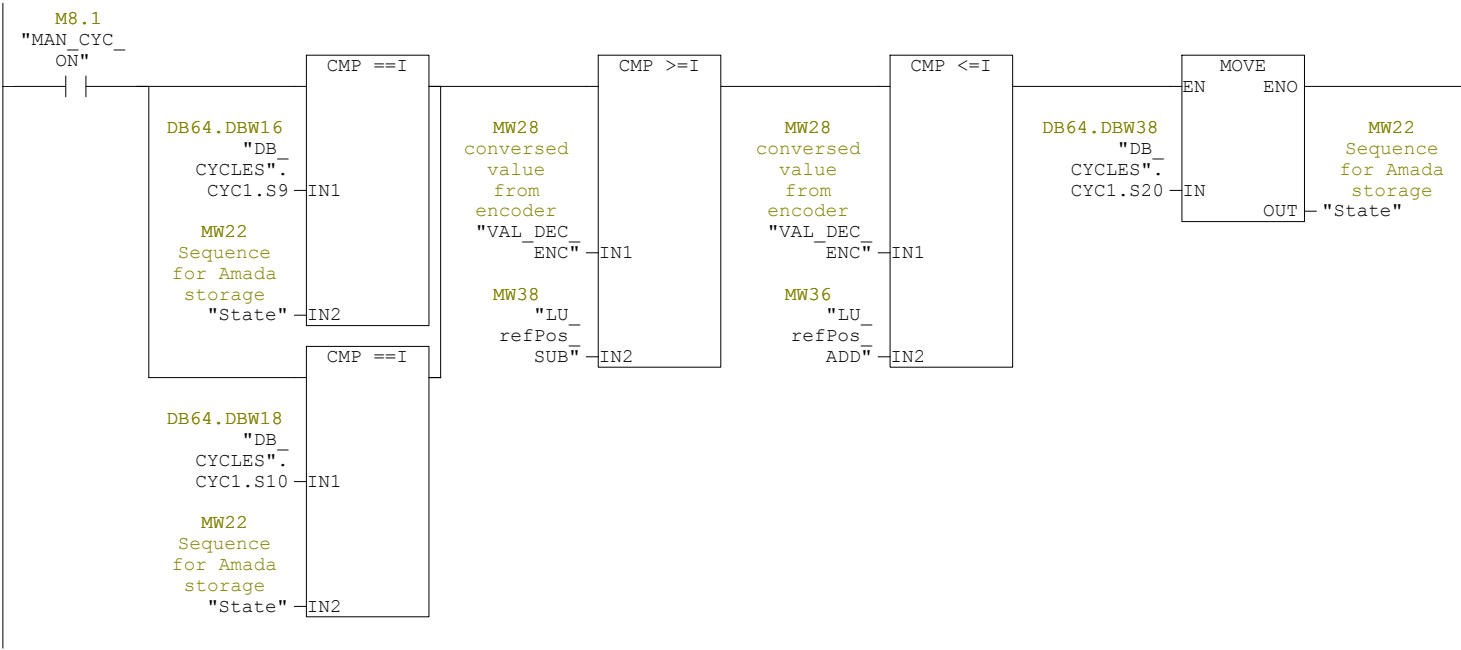 M8.1
"MAN_CYC_
ON"
CMP ==I
DB64.DBW16
"DB_
CYCLES".
CYC1.S9
IN1
MW22
Sequence
for Amada
storage
"State"
IN2
CMP ==I
DB64.DBW18
"DB_
CYCLES".
CYC1.S10
IN1
MW22
Sequence
for Amada
storage
"State"
IN2
CMP >=I
MW28
conversed
value
from
encoder
"VAL_DEC_
ENC"
IN1
MW38
"LU_
refPos_
SUB"
IN2
CMP <=I
MW28
conversed
value
from
encoder
"VAL_DEC_
ENC"
IN1
MW36
"LU_
refPos_
ADD"
IN2
MOVE
EN ENO
DB64.DBW38
"DB_
CYCLES".
CYC1.S20
IN
OUT
MW22
Sequence
for Amada
storage
"State"